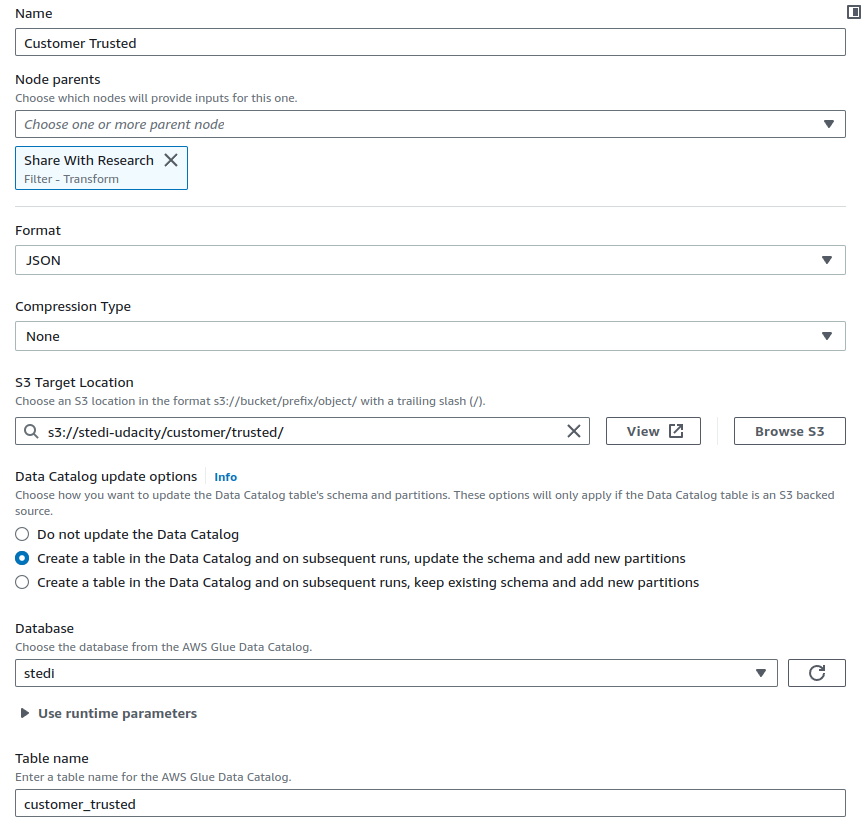 Name
Customer Trusted
Node parents
Choose which nodes will provide inputs for this one.
Choose one or more parent node
Share With Research
Filter - Transform
Format
JSON
Compression Type
None
S3 Target Location
Choose an S3 location in the format s3://bucket/prefix/object/ with a trailing slash (/).
s3://stedi-udacity/customer/trusted/ View Browse S3
Data Catalog update options Info
Choose how you want to update the Data Catalog table's schema and partitions. These options will only apply if the Data Catalog table is an S3 backed
source.
Do not update the Data Catalog
Create a table in the Data Catalog and on subsequent runs, update the schema and add new partitions
Create a table in the Data Catalog and on subsequent runs, keep existing schema and add new partitions
Database
Choose the database from the AWS Glue Data Catalog.
stedi
Use runtime parameters
Table name
Enter a table name for the AWS Glue Data Catalog.
customer_trusted